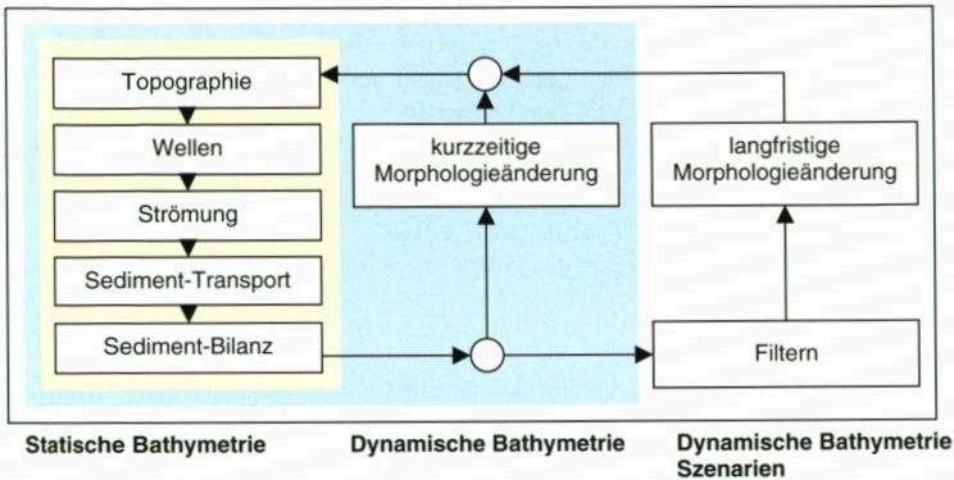 Topographie
Wellen
Strömung
Sediment-Transport
Sediment-Bilanz
kurzzeitige
Morphologieänderung
langfristige
Morphologieänderung
Filtern
Statische Bathymetrie
Dynamische Bathymetrie
Dynamische Bathymetrie
Szenarien